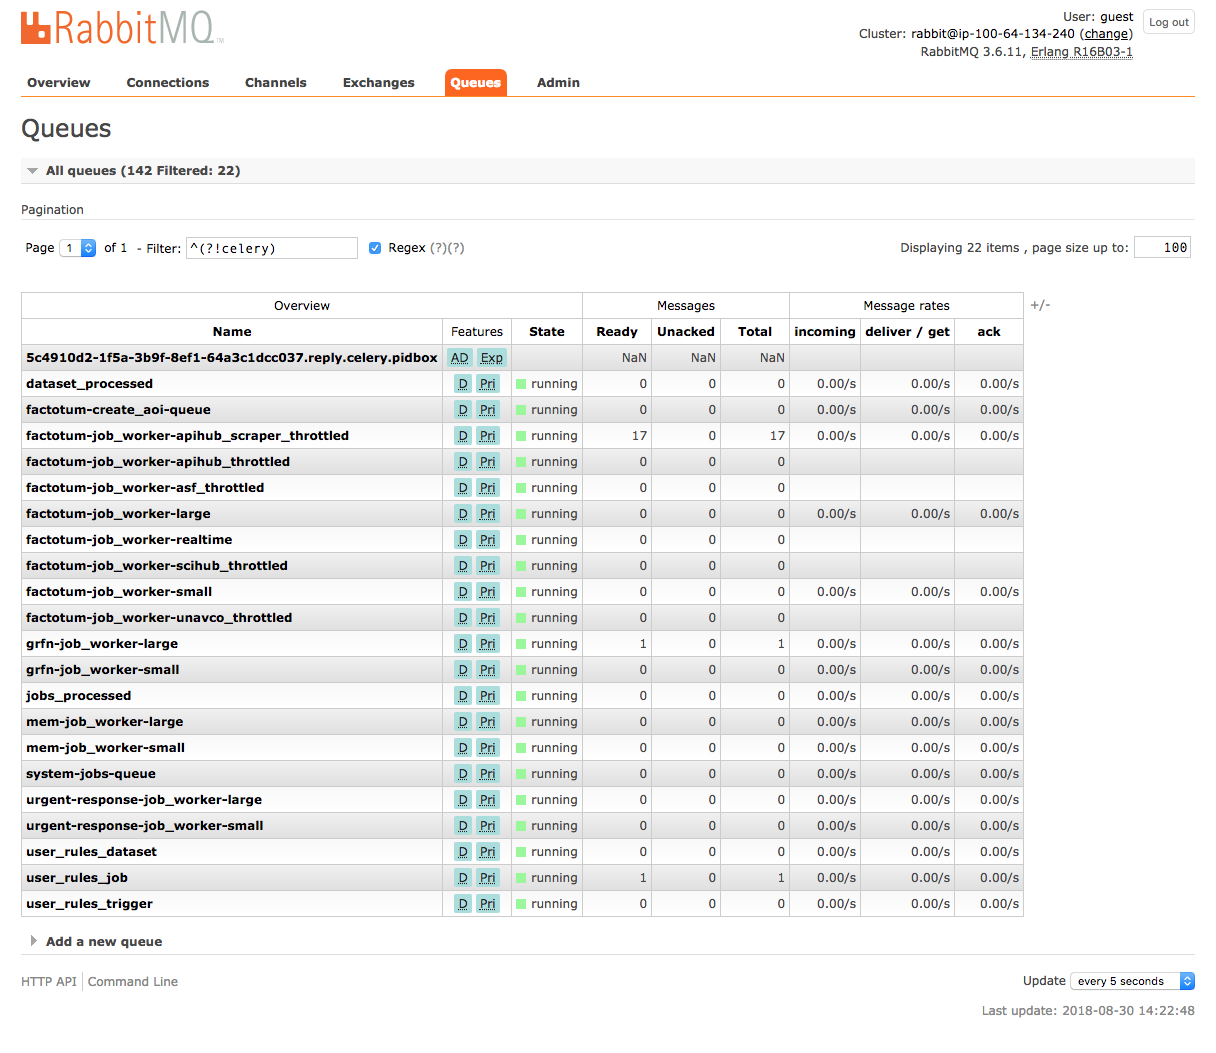 RabbitMQ™
User: guest
Log out
Cluster: rabbit@ip-100-64-134-240 (change)
RabbitMQ 3.6.11, Erlang R16B03-1
Overview Connections Channels Exchanges Queues Admin
Queues
All queues (142 Filtered: 22)
Pagination
Page 1 of 1 - Filter: ^(?!celery) Regex (?)(?) Displaying 22 items , page size up to: 100
Overview Messages Message rates +/-
Name Features State Ready Unacked Total incoming deliver / get ack
5c4910d2-1f5a-3b9f-8ef1-64a3c1dcc037.reply.celery.pidbox AD Exp NaN NaN NaN
dataset_processed D Pri running 0 0 0 0.00/s 0.00/s 0.00/s
factotum-create_aoi-queue D Pri running 0 0 0 0.00/s 0.00/s 0.00/s
factotum-job_worker-apihub_scraper_throttled D Pri running 17 0 17 0.00/s 0.00/s 0.00/s
factotum-job_worker-apihub_throttled D Pri running 0 0 0
factotum-job_worker-asf_throttled D Pri running 0 0 0
factotum-job_worker-large D Pri running 0 0 0 0.00/s 0.00/s 0.00/s
factotum-job_worker-realtime D Pri running 0 0 0
factotum-job_worker-scihub_throttled D Pri running 0 0 0
factotum-job_worker-small D Pri running 0 0 0 0.00/s 0.00/s 0.00/s
factotum-job_worker-unavco_throttled D Pri running 0 0 0
grfn-job_worker-large D Pri running 1 0 1 0.00/s 0.00/s 0.00/s
grfn-job_worker-small D Pri running 0 0 0 0.00/s 0.00/s 0.00/s
jobs_processed D Pri running 0 0 0 0.00/s 0.00/s 0.00/s
mem-job_worker-large D Pri running 0 0 0 0.00/s 0.00/s 0.00/s
mem-job_worker-small D Pri running 0 0 0 0.00/s 0.00/s 0.00/s
system-jobs-queue D Pri running 0 0 0 0.00/s 0.00/s 0.00/s
urgent-response-job_worker-large D Pri running 0 0 0 0.00/s 0.00/s 0.00/s
urgent-response-job_worker-small D Pri running 0 0 0 0.00/s 0.00/s 0.00/s
user_rules_dataset D Pri running 0 0 0 0.00/s 0.00/s 0.00/s
user_rules_job D Pri running 1 0 1 0.00/s 0.00/s 0.00/s
user_rules_trigger D Pri running 0 0 0 0.00/s 0.00/s 0.00/s
Add a new queue
HTTP API Command Line Update every 5 seconds
Last update: 2018-08-30 14:22:48